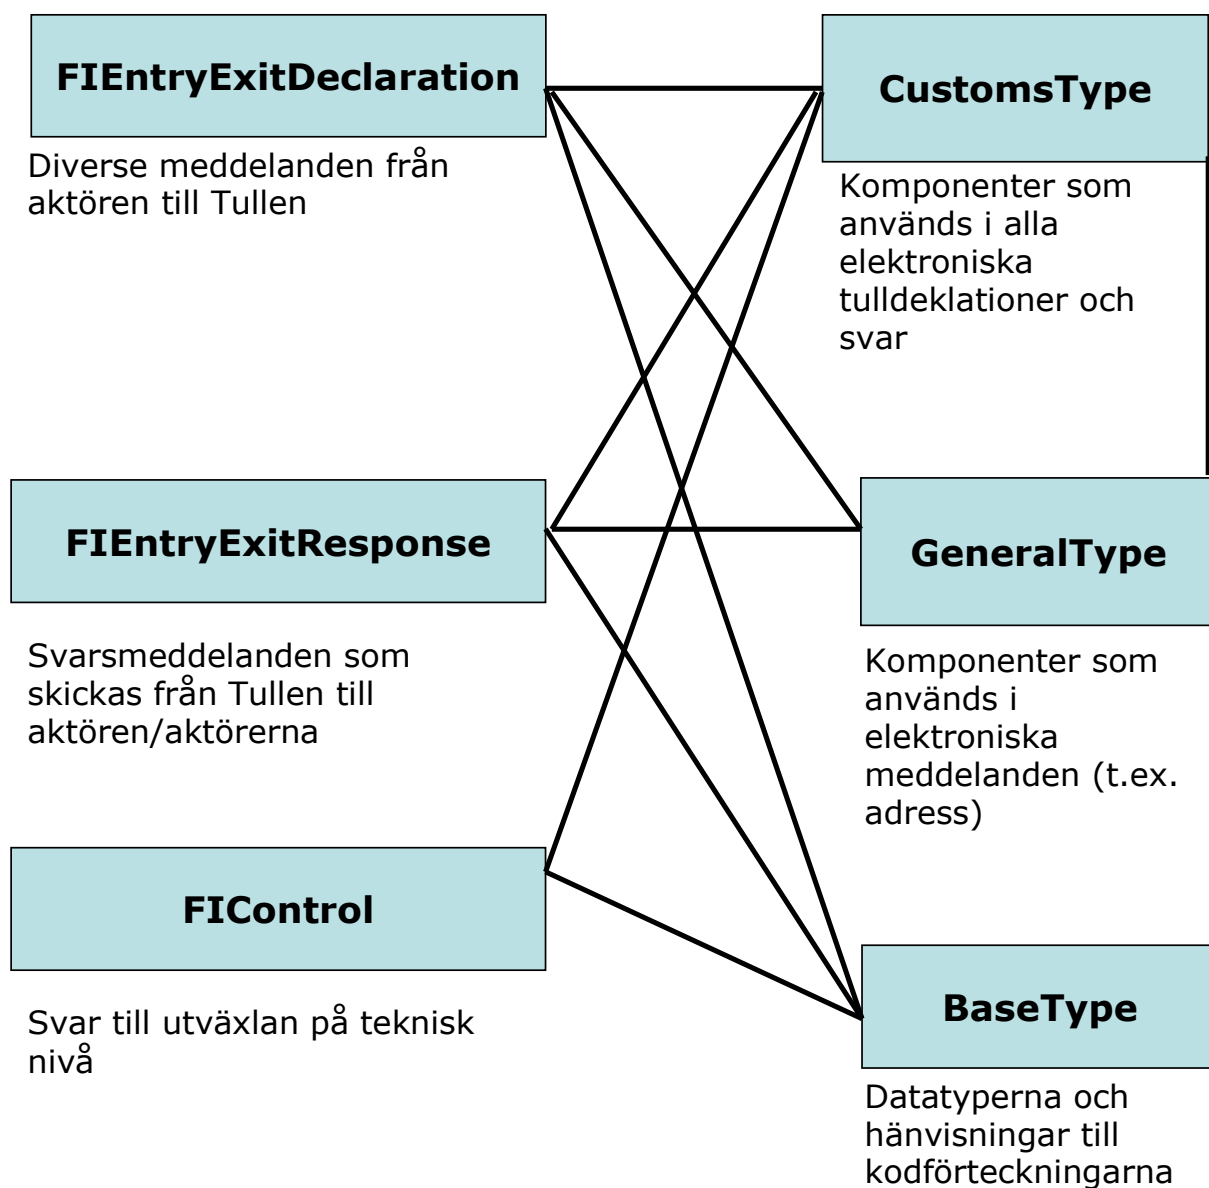 FIEntryExitDeclaration
Diverse meddelanden från
aktören till Tullen
CustomsType
Komponenter som
används i alla
elektroniska
tulldeklationer och
svar
FIEntryExitResponse
Svarsmeddelanden som
skickas från Tullen till
aktören/aktörerna
GeneralType
Komponenter som
används i
elektroniska
meddelanden (t.ex.
adress)
FIControl
Svar till utväxlan på teknisk
nivå
BaseType
Datatyperna och
hänvisningar till
kodförteckningarna